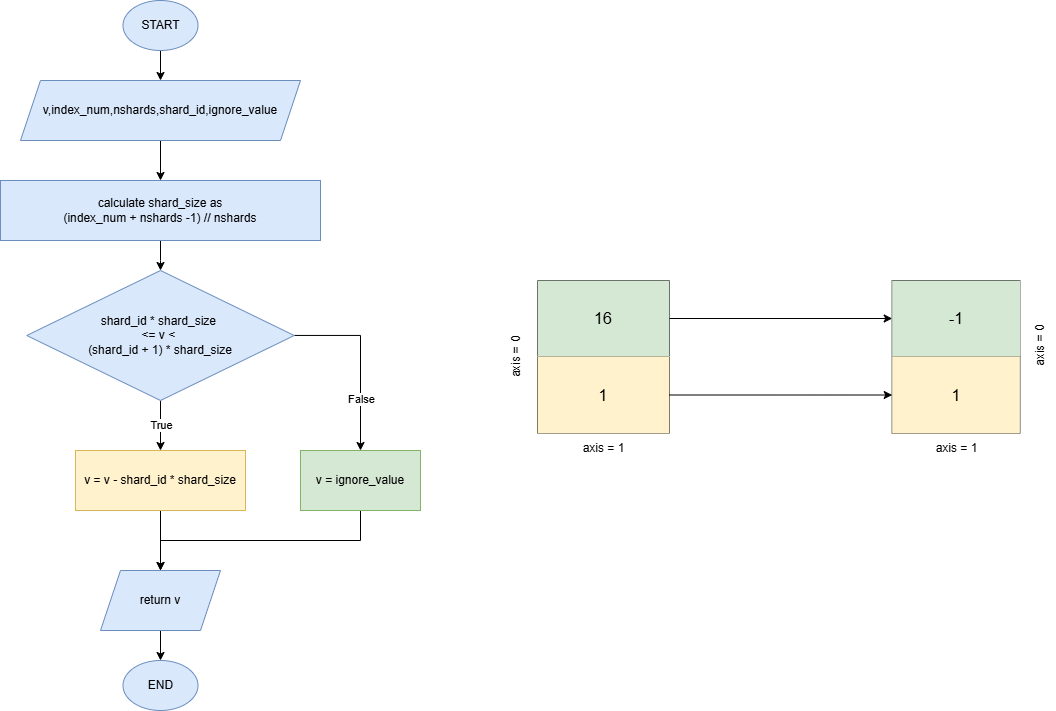 START
v,index_num,nshards,shard_id,ignore_value
calculate shard_size as
(index_num + nshards -1) // nshards
shard_id * shard_size
<= v <
(shard_id + 1) * shard_size
False
True
v = v - shard_id * shard_size
v = ignore_value
return v
END
16
1
axis = 0
axis = 1
-1
1
axis = 0
axis = 1